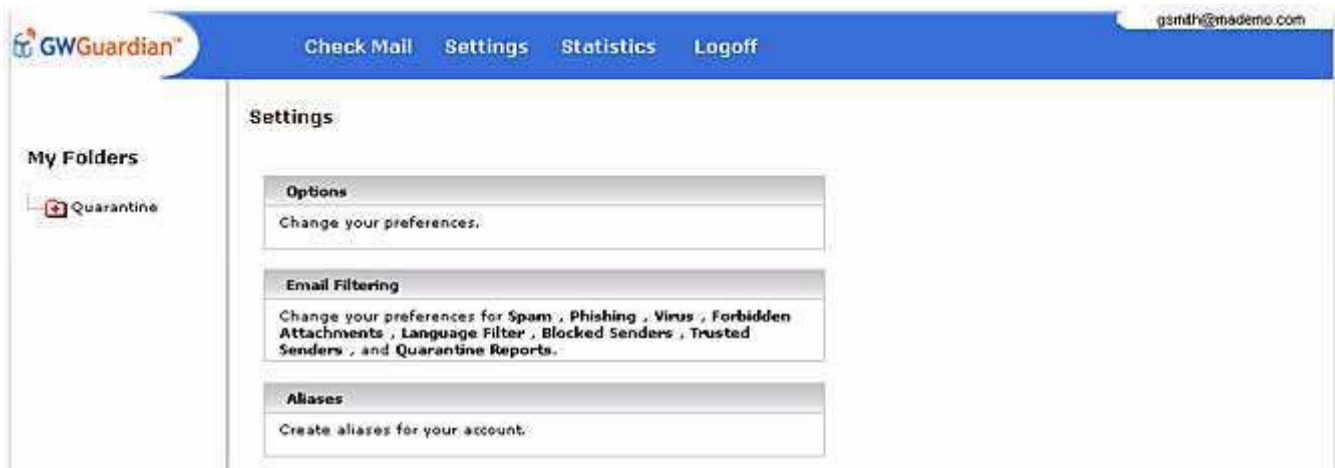 gsmith@mademo.com
GWGuardian™
Check Mail Settings Statistics Logoff
My Folders
Quarantine
Settings
Options
Change your preferences.
Email Filtering
Change your preferences for Spam , Phishing , Virus , Forbidden
Attachments , Language Filter , Blocked Senders , Trusted
Senders , and Quarantine Reports.
Aliases
Create aliases for your account.